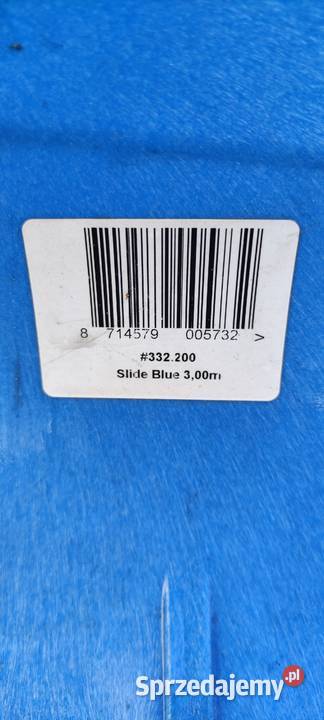 8 714579 005732 >
#332.200
Slide Blue 3,00m
Sprzedajemy.pl